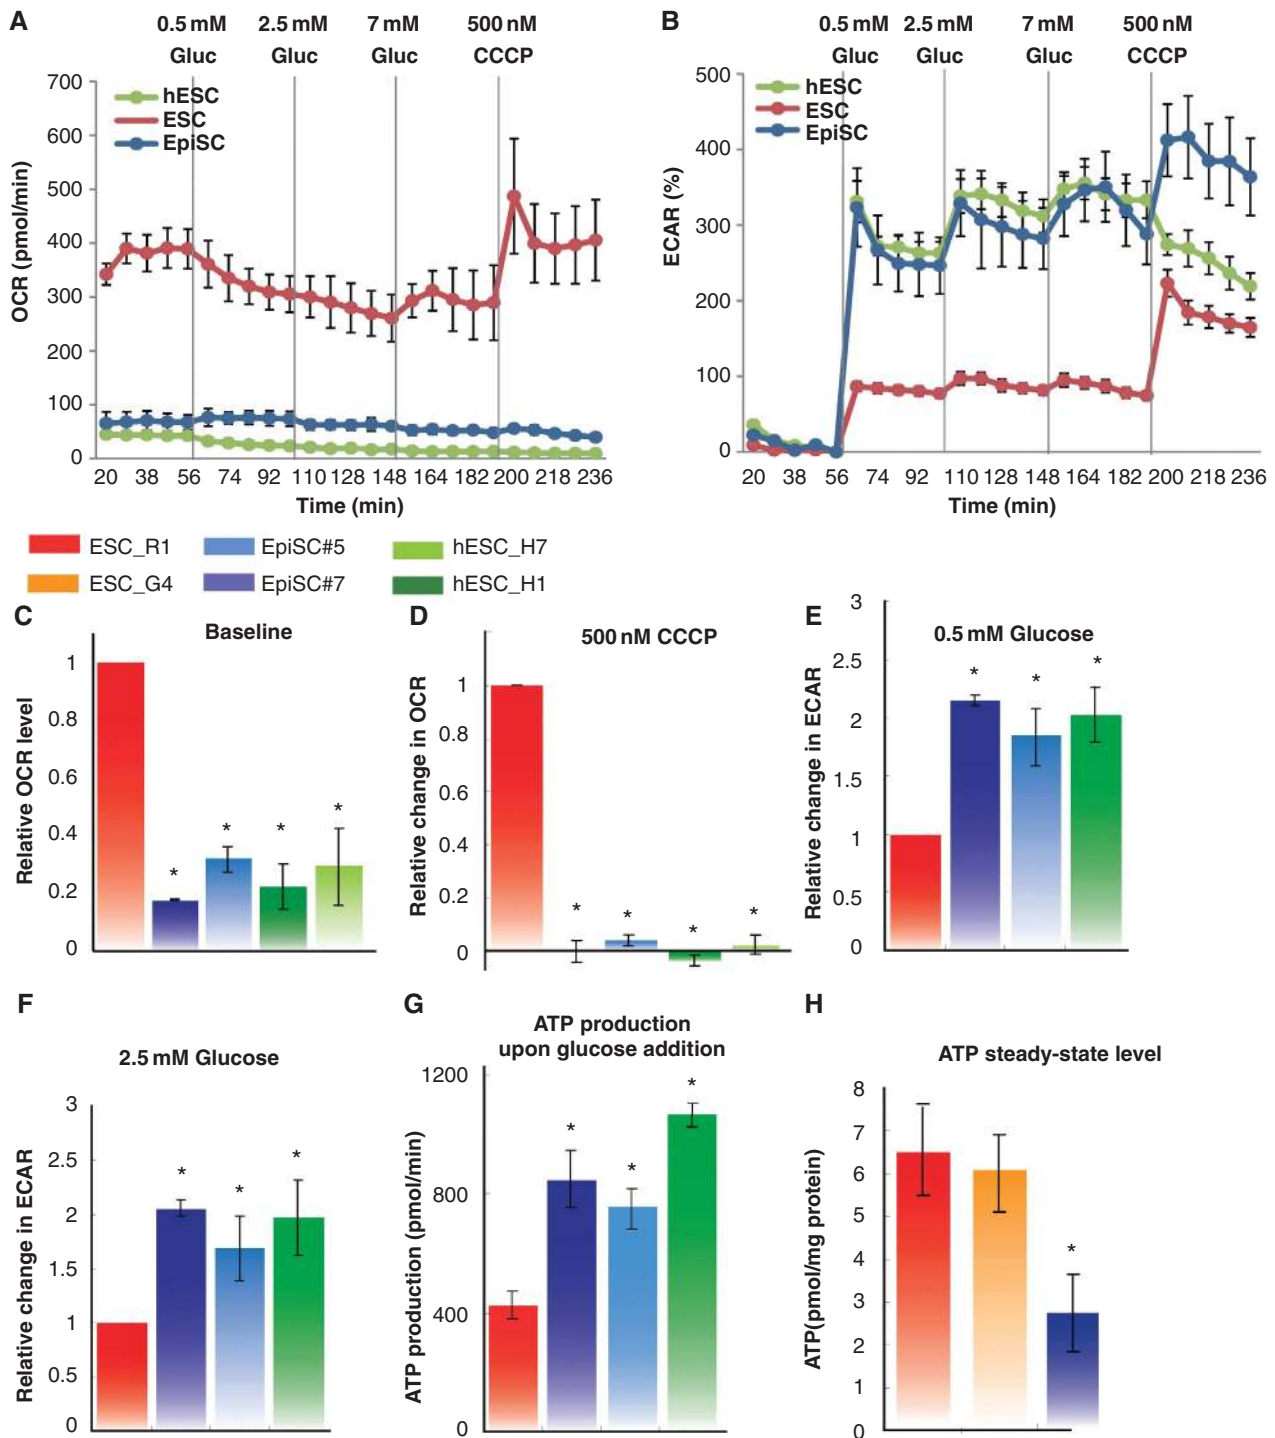 A
0.5 mM 2.5 mM 7 mM 500 nM
Gluc Gluc Gluc CCCP
OCR (pmol/min)
700
600
500
400
300
200
100
0
hESC
ESC
EpiSC
20 38 56 74 92 110 128 148 164 182 200 218 236
Time (min)
B
0.5 mM 2.5 mM 7 mM 500 nM
Gluc Gluc Gluc CCCP
ECAR (%)
500
400
300
200
100
0
hESC
ESC
EpiSC
20 38 56 74 92 110 128 148 164 182 200 218 236
Time (min)
ESC_R1 EpiSC#5 hESC_H7
ESC_G4 EpiSC#7 hESC_H1
C
Baseline
Relative OCR level
1
0.8
0.6
0.4
0.2
0
* * * *
D
500 nM CCCP
Relative change in OCR
1
0.8
0.6
0.4
0.2
0
* * * *
E
0.5 mM Glucose
Relative change in ECAR
3
2.5
2
1.5
1
0.5
0
* * *
F
2.5 mM Glucose
Relative change in ECAR
3
2.5
2
1.5
1
0.5
0
* * *
G
ATP production
upon glucose addition
ATP production (pmol/min)
1200
800
400
0
* * *
H
ATP steady-state level
ATP(pmol/mg protein)
8
7
6
5
4
3
2
1
0
*